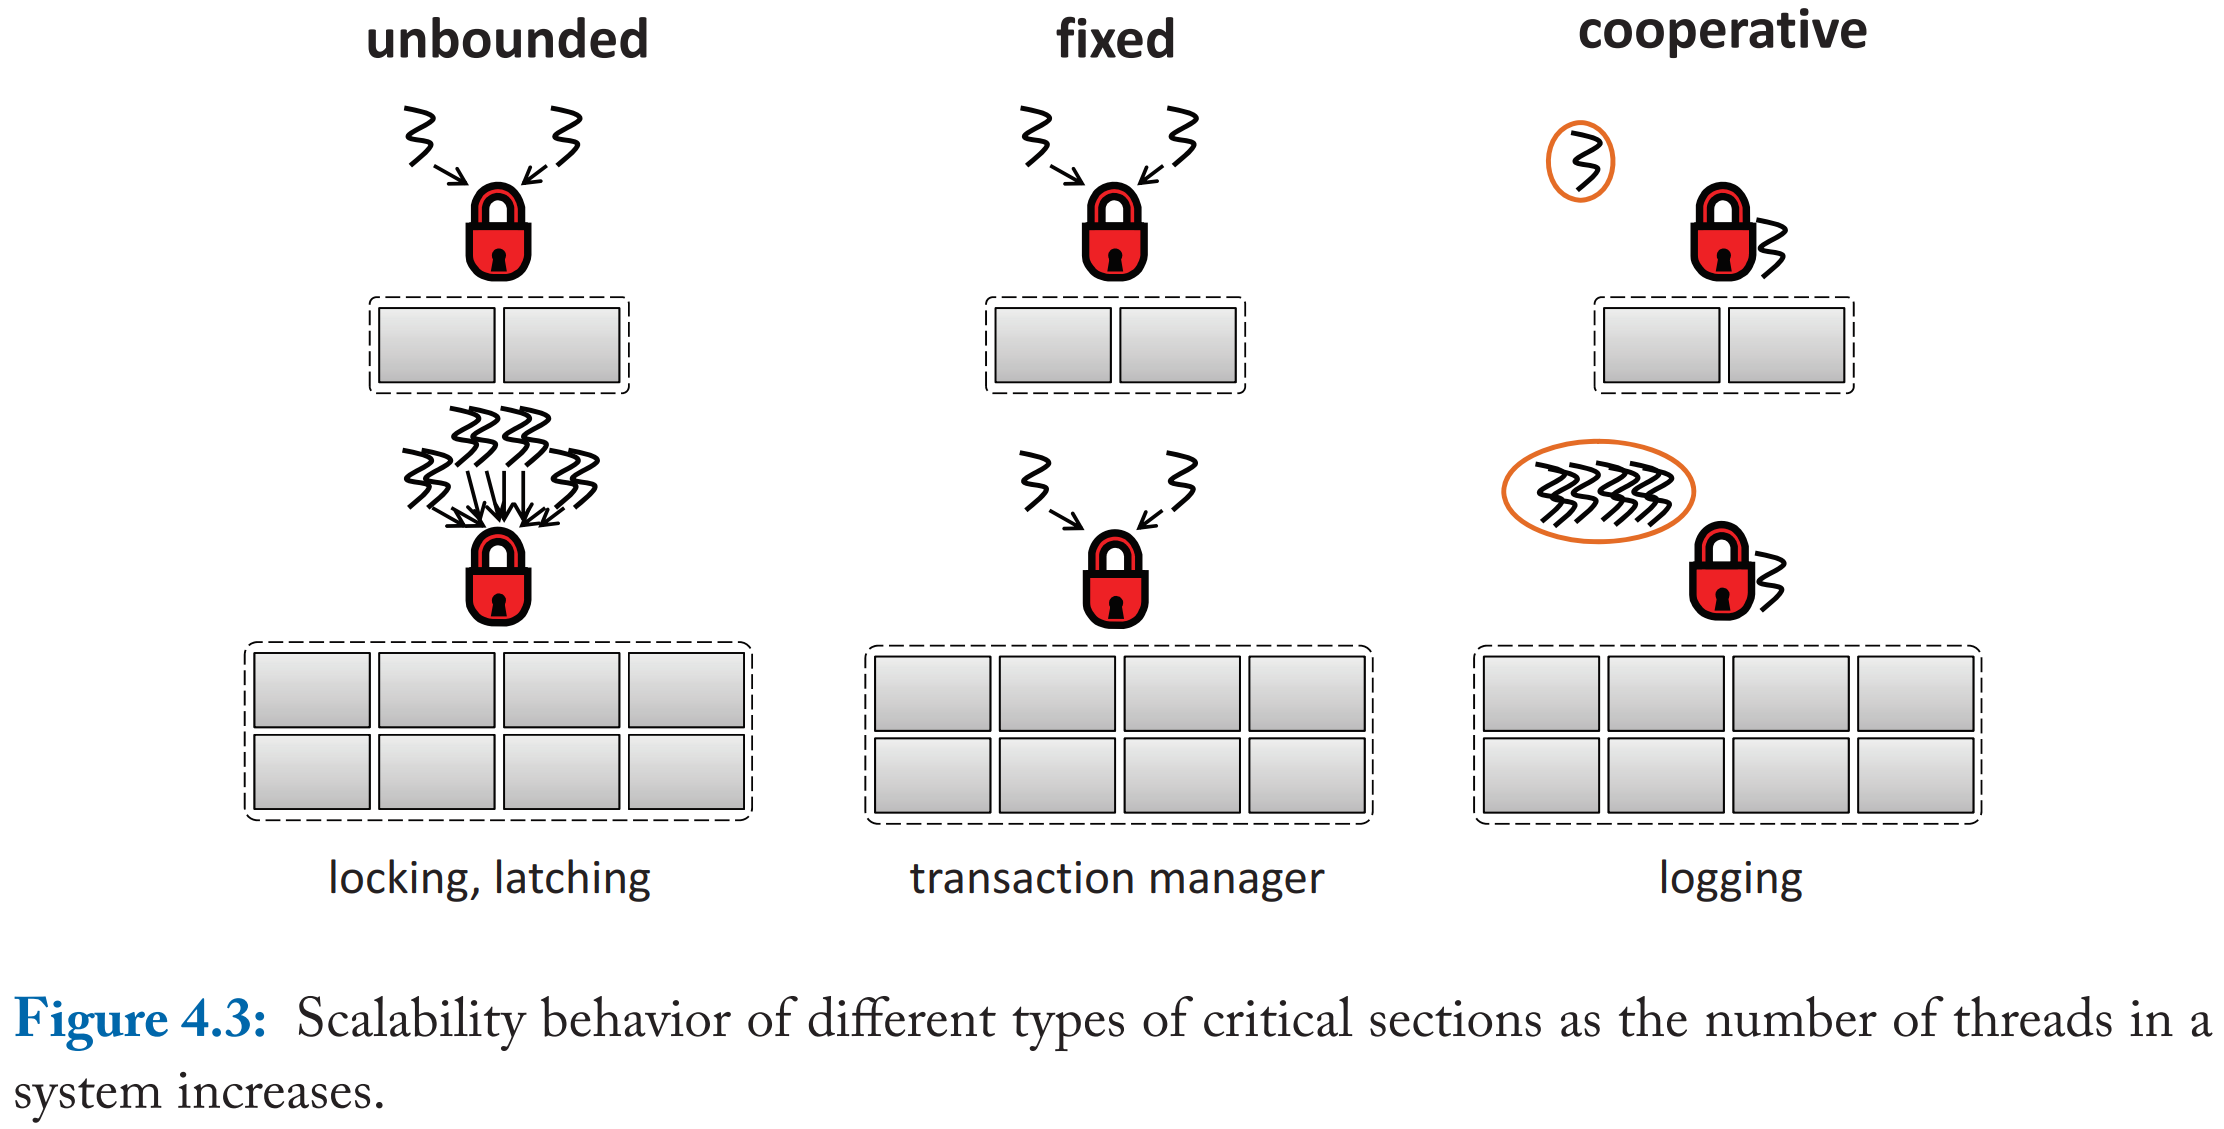 unbounded
fixed
cooperative
locking, latching
transaction manager
logging
Figure 4.3: Scalability behavior of different types of critical sections as the number of threads in a
system increases.